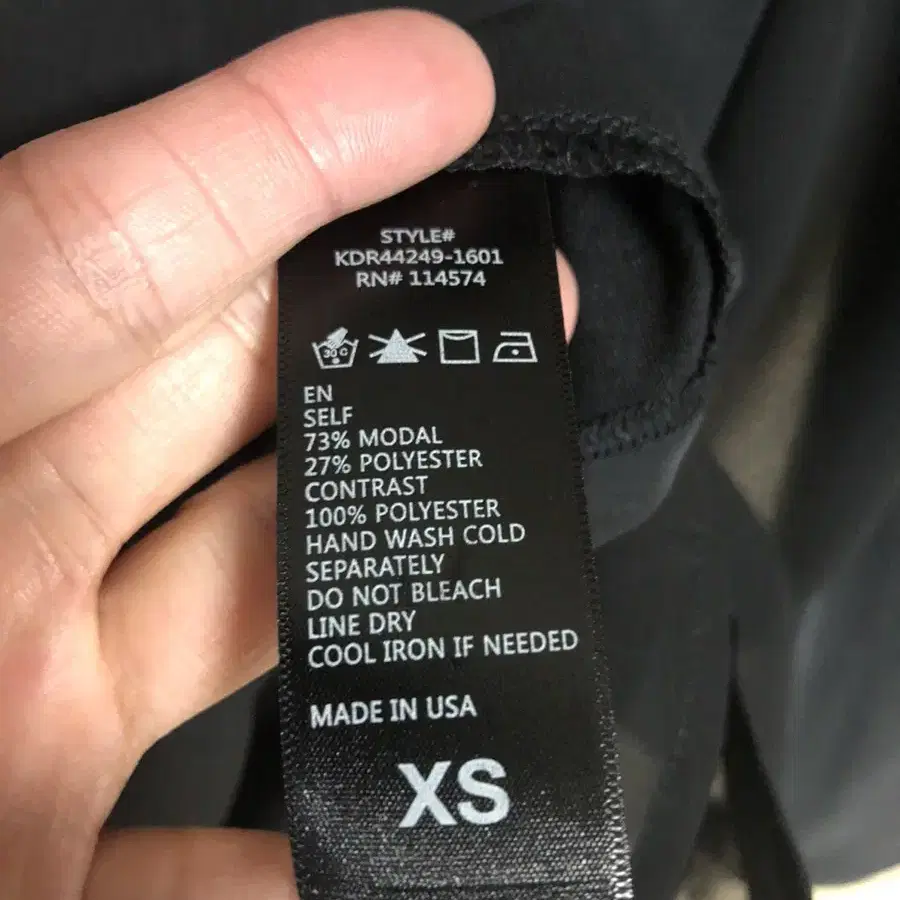 STYLE#
KDR44249-1601
RN# 114574
30 C
EN
SELF
73% MODAL
27% POLYESTER
CONTRAST
100% POLYESTER
HAND WASH COLD
SEPARATELY
DO NOT BLEACH
LINE DRY
COOL IRON IF NEEDED
MADE IN USA
XS